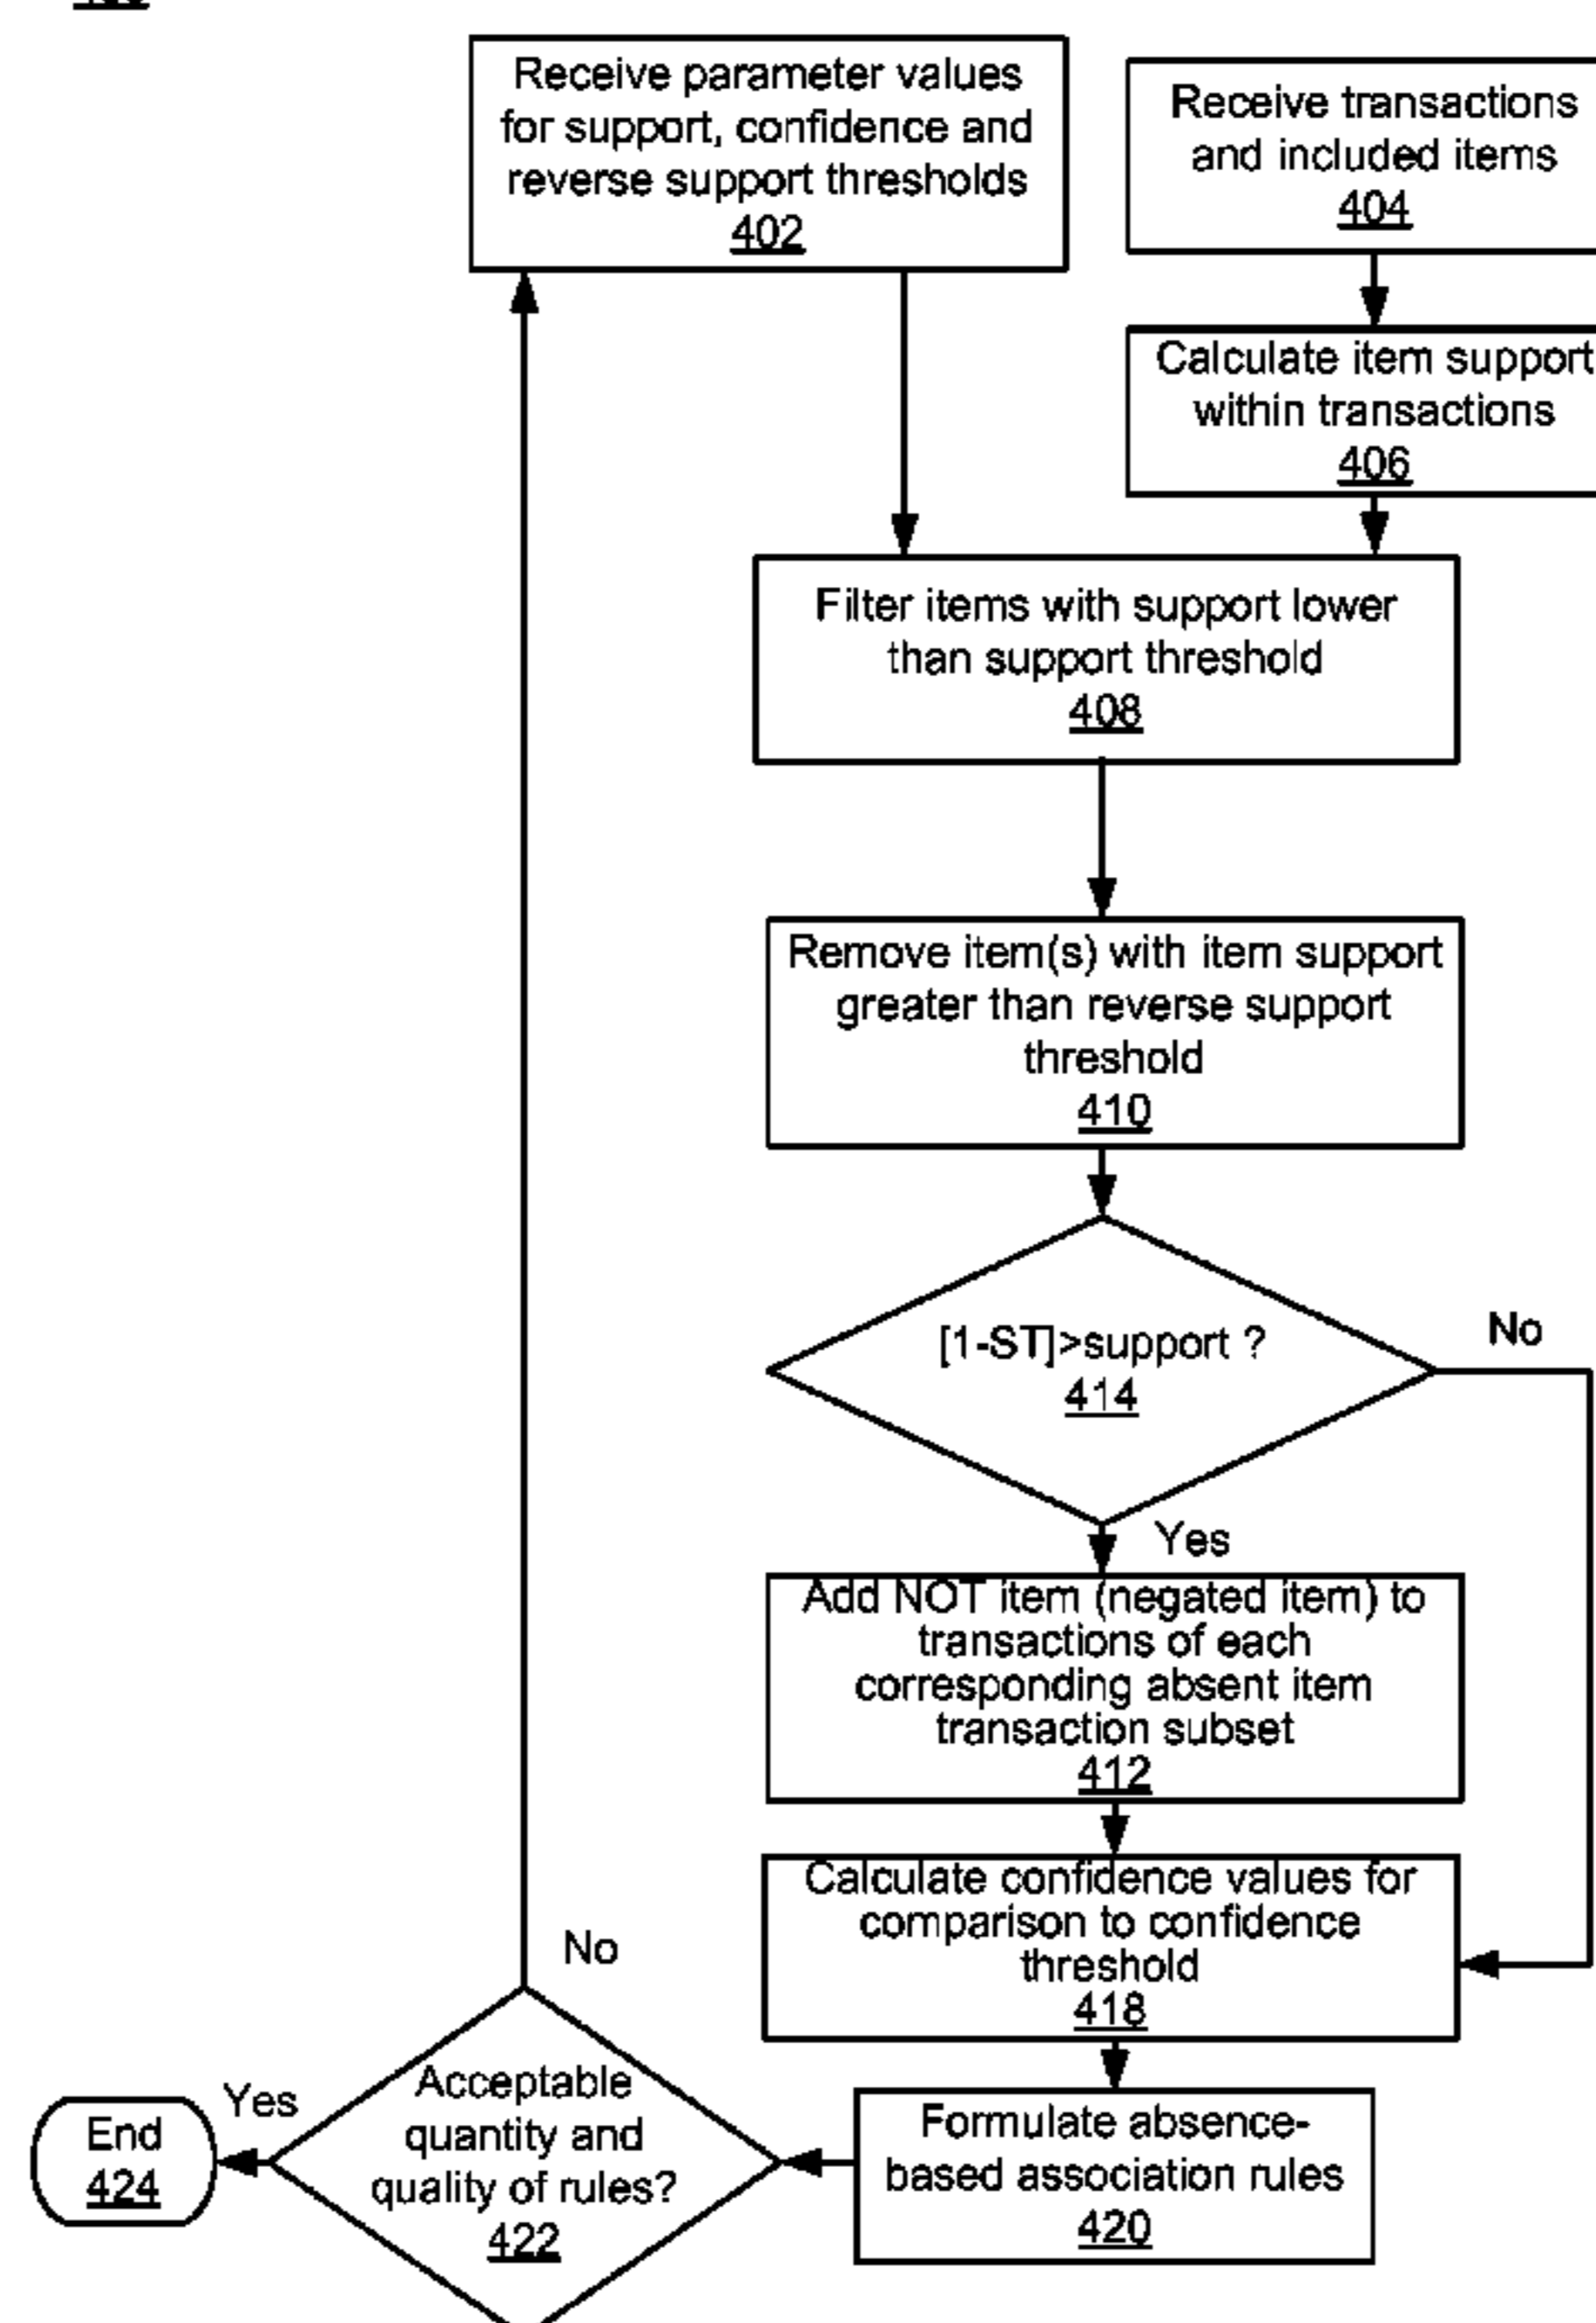 Receive parameter values
for support, confidence and
reverse support thresholds
402
Receive transactions
and included items
404
Calculate item support
within transactions
406
Filter items with support lower
than support threshold
408
Remove item(s) with item support
greater than reverse support
threshold
410
[1-ST]>support ?
414
No
Yes
Add NOT item (negated item) to
transactions of each
corresponding absent item
transaction subset
412
Calculate confidence values for
comparison to confidence
threshold
418
Formulate absence-
based association rules
420
No
Acceptable
quantity and
quality of rules?
422
Yes
End
424